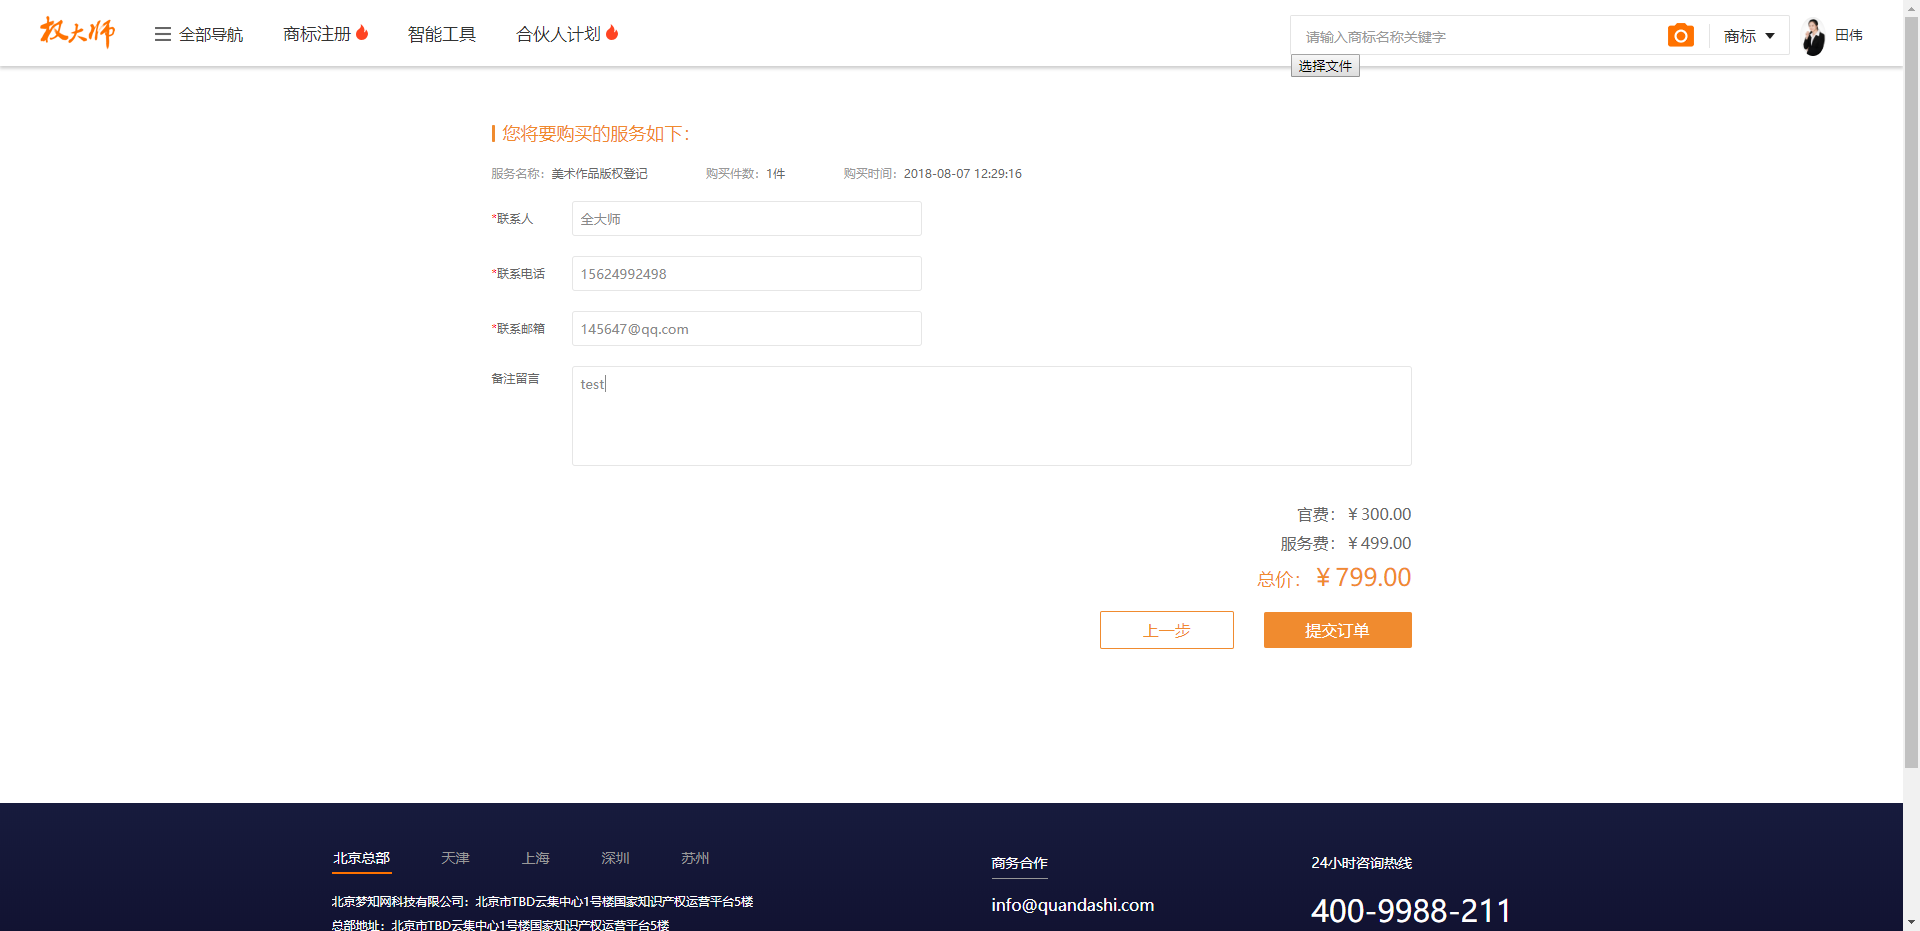 权大师 全部导航 商标注册 智能工具 合伙人计划 请输入商标名称关键字 商标 田伟
选择文件
您将要购买的服务如下：
服务名称：美术作品版权登记 购买件数：1件 购买时间：2018-08-07 12:29:16
*联系人 全大师
*联系电话 15624992498
*联系邮箱 145647@qq.com
备注留言 test
官费：￥300.00
服务费：￥499.00
总价：￥799.00
上一步 提交订单
北京总部 天津 上海 深圳 苏州 商务合作 24小时咨询热线
北京梦知网科技有限公司：北京市TBD云集中心1号楼国家知识产权运营平台5楼 info@quandashi.com 400-9988-211
总部地址：北京市TBD云集中心1号楼国家知识产权运营平台5楼